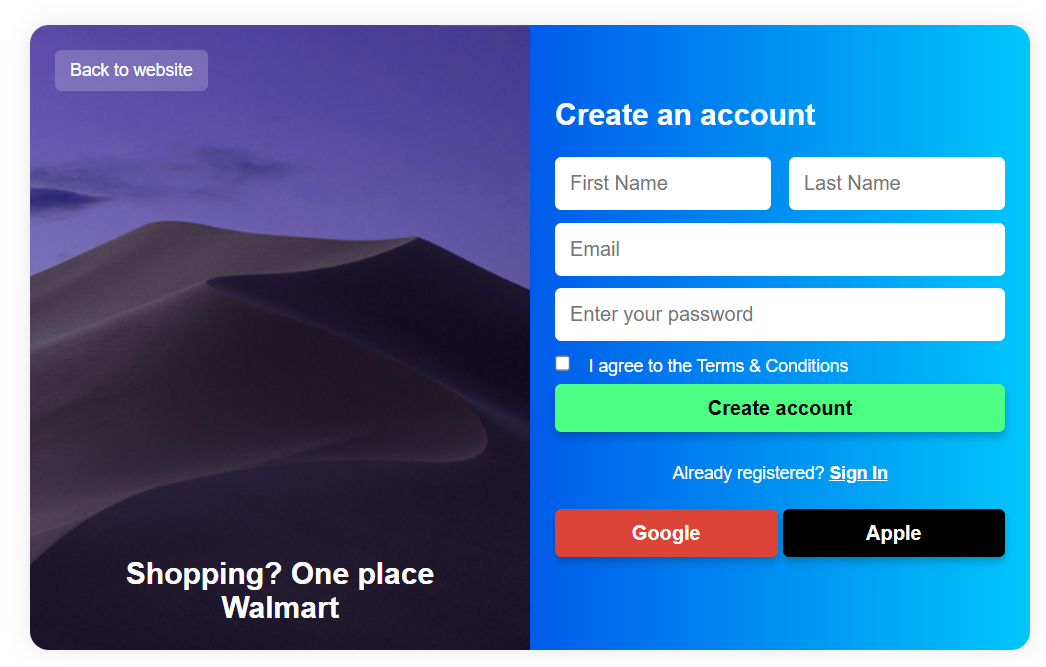 Back to website
Shopping? One place
Walmart
Create an account
First Name
Last Name
Email
Enter your password
I agree to the Terms & Conditions
Create account
Already registered? Sign In
Google
Apple